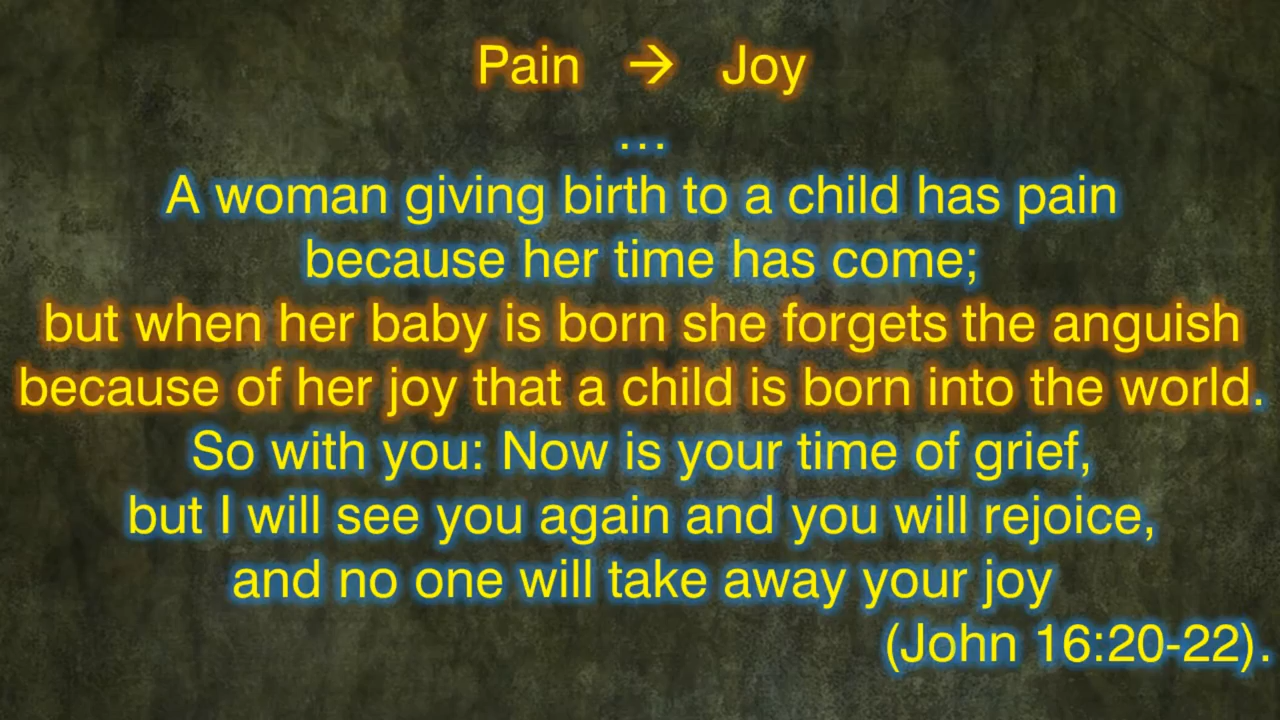 Pain → Joy
…
A woman giving birth to a child has pain
because her time has come;
but when her baby is born she forgets the anguish
because of her joy that a child is born into the world.
So with you: Now is your time of grief,
but I will see you again and you will rejoice,
and no one will take away your joy
(John 16:20-22).